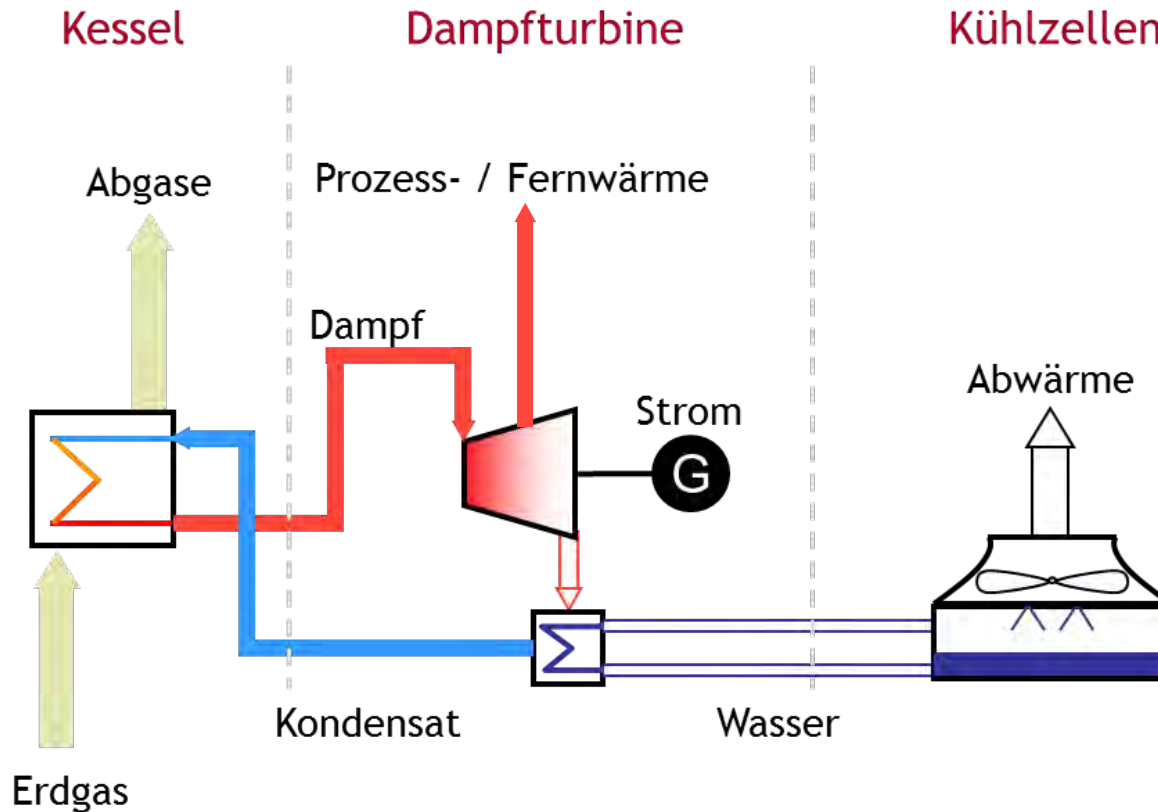 Kessel
Dampfturbine
Kühlzellen
Abgase
Prozess- / Fernwärme
Dampf
Strom
G
Abwärme
Kondensat
Wasser
Erdgas